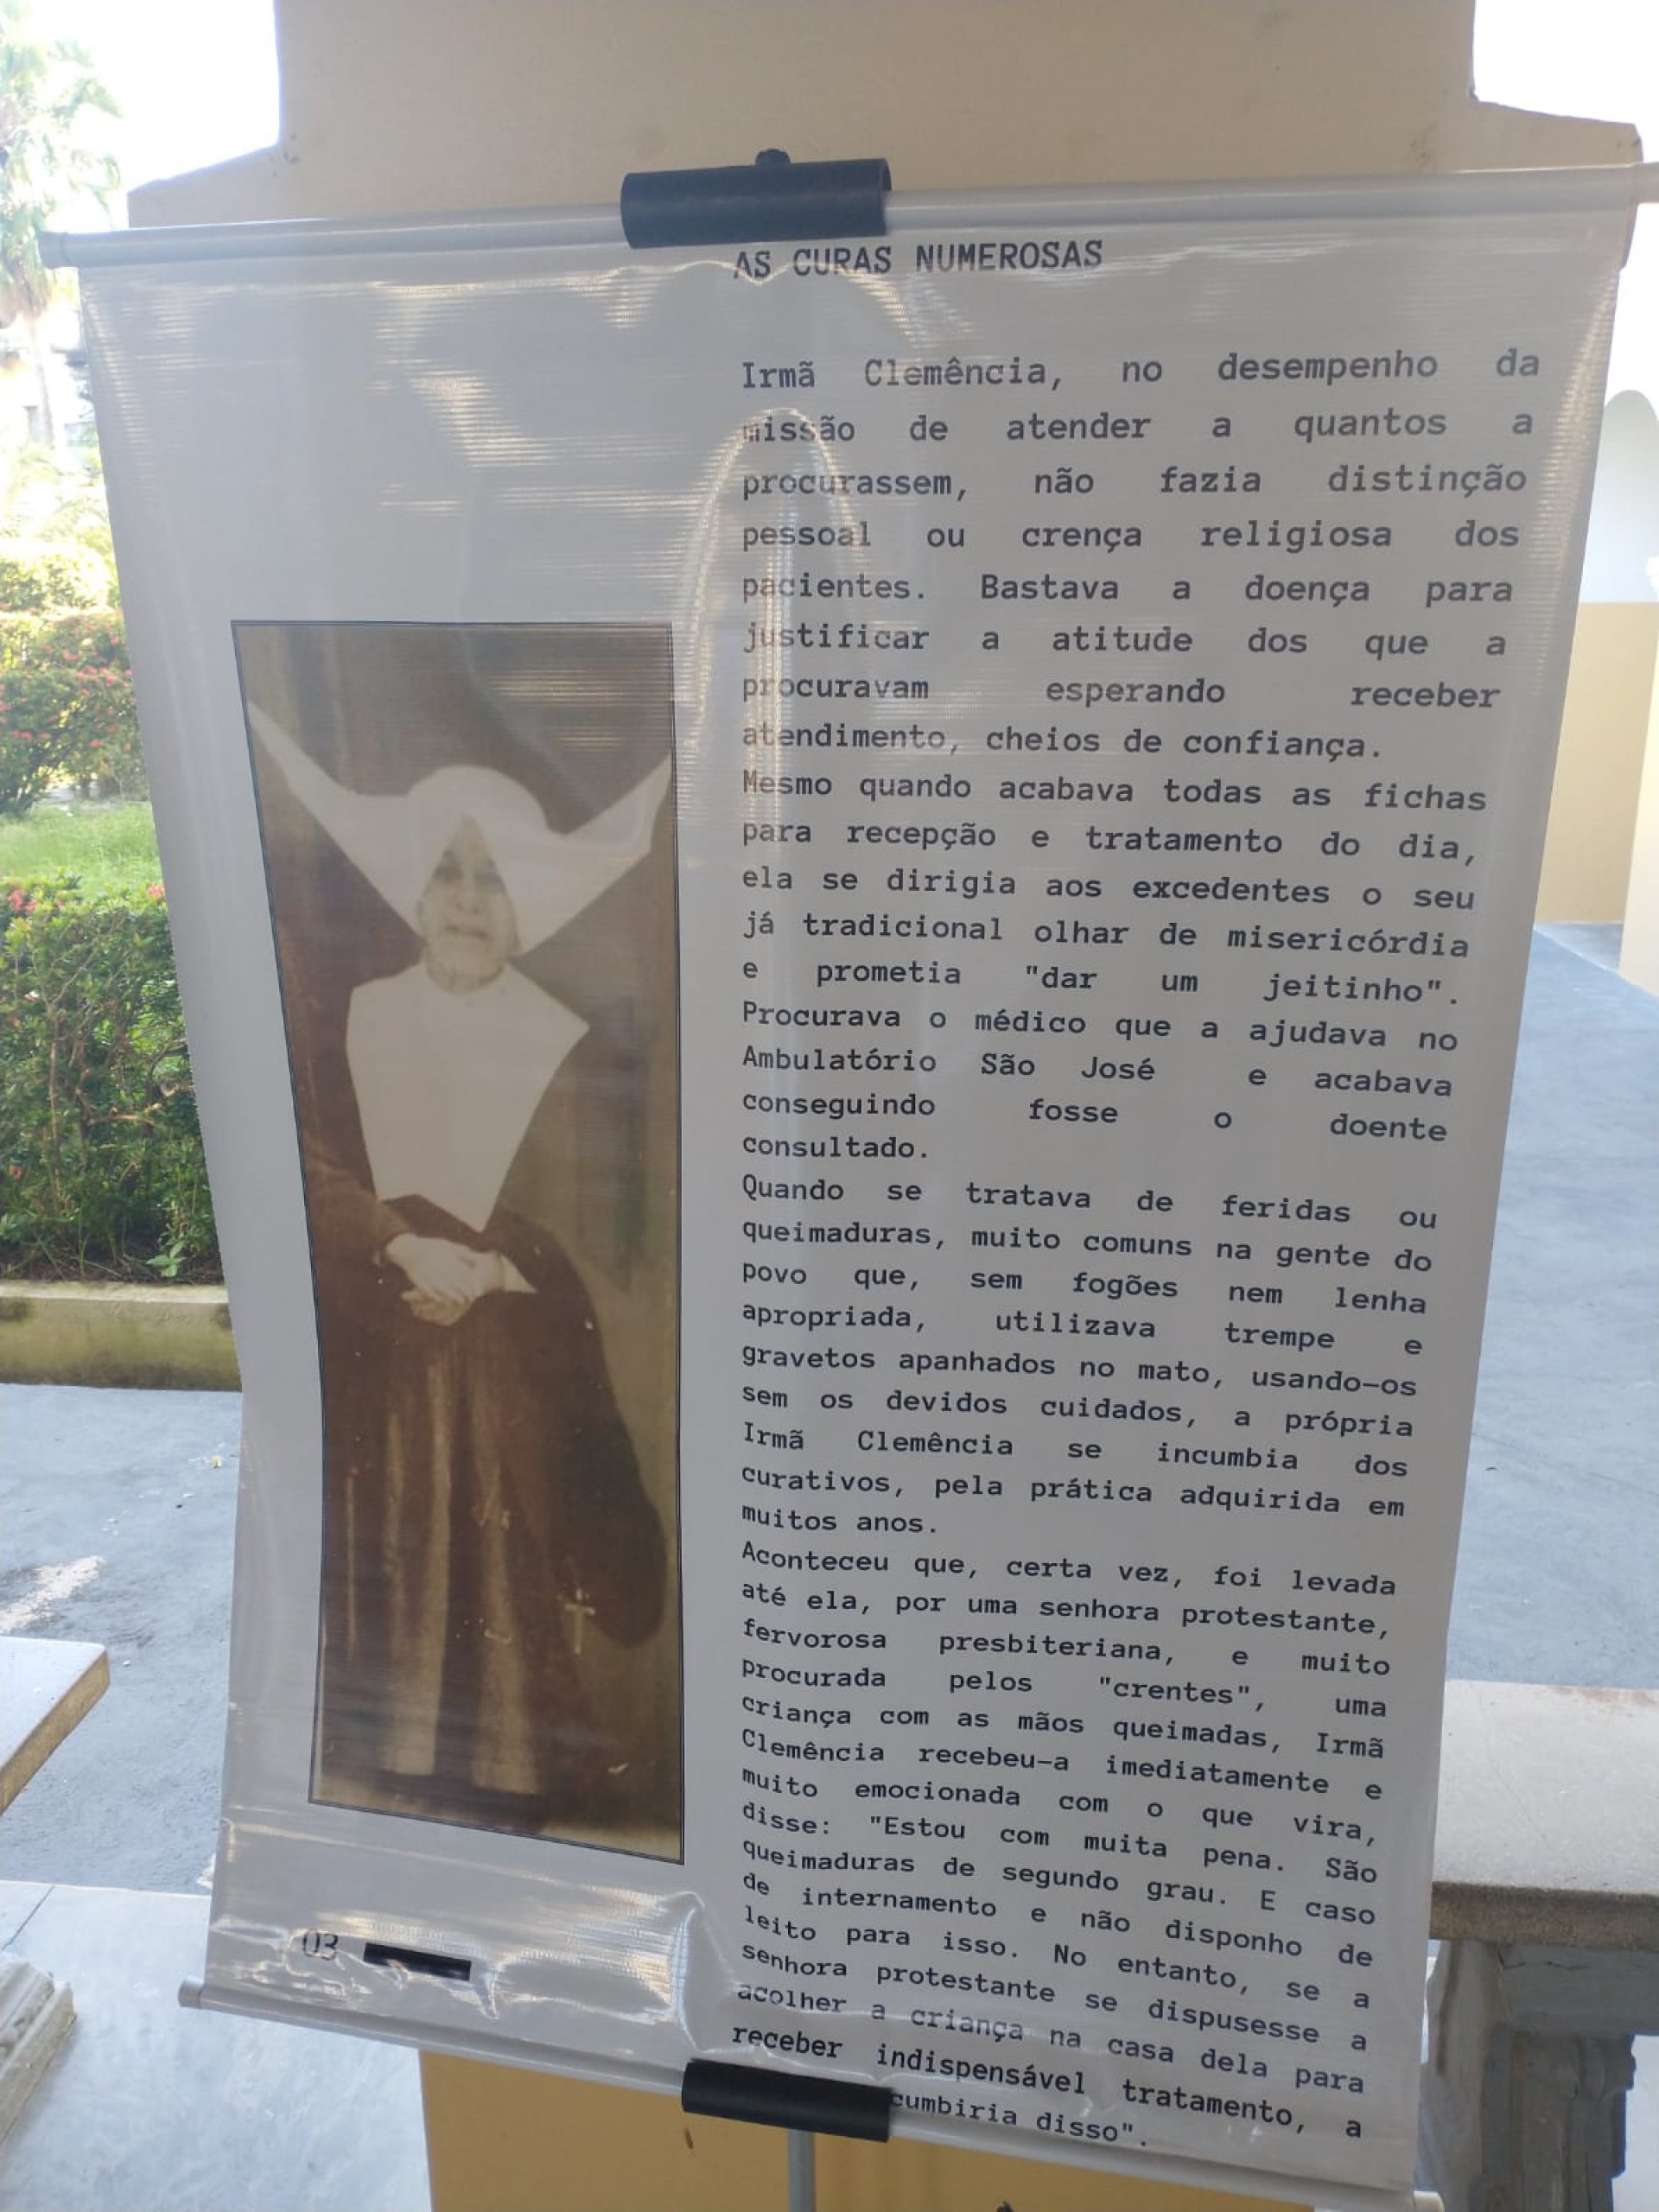 AS CURAS NUMEROSAS
Irmã Clemência, no desempenho da
missão de atender a quantos a
procurassem, não fazia distinção
pessoal ou crença religiosa dos
pacientes. Bastava a doença para
justificar a atitude dos que a
procuravam esperando receber
atendimento, cheios de confiança.
Mesmo quando acabava todas as fichas
para recepção e tratamento do dia,
ela se dirigia aos excedentes o seu
já tradicional olhar de misericórdia
e prometia "dar um jeitinho".
Procurava o médico que a ajudava no
Ambulatório São José e acabava
conseguindo fosse o doente
consultado.
Quando se tratava de feridas ou
queimaduras, muito comuns na gente do
povo que, sem fogões nem lenha
apropriada, utilizava trempe e
gravetos apanhados no mato, usando-os
sem os devidos cuidados, a própria
Irmã Clemência se incumbia dos
curativos, pela prática adquirida em
muitos anos.
Aconteceu que, certa vez, foi levada
até ela, por uma senhora protestante,
fervorosa presbiteriana, e muito
procurada pelos "crentes", uma
criança com as mãos queimadas, Irmã
Clemência recebeu-a imediatamente e
muito emocionada com o que vira,
disse: "Estou com muita pena. São
queimaduras de segundo grau. E caso
de internamento e não disponho de
leito para isso. No entanto, se a
senhora protestante se dispusesse a
acolher a criança na casa dela para
receber indispensável tratamento, a
cumbiria disso".
03